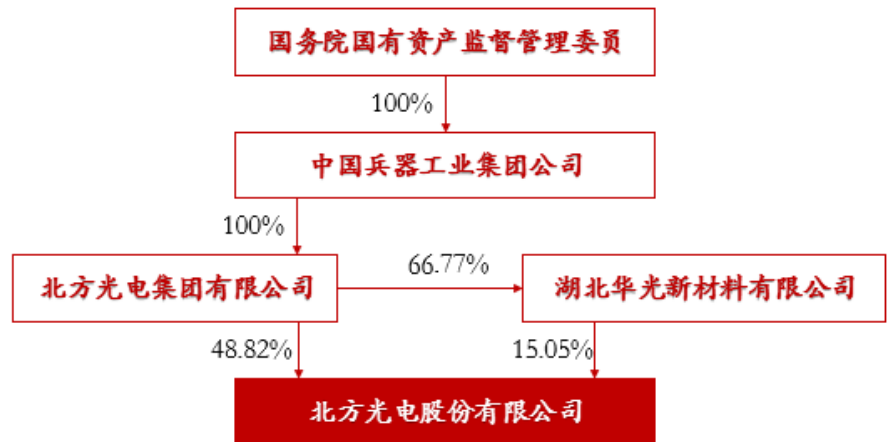 国务院国有资产监督管理委员
100%
中国兵器工业集团公司
100%
北方光电集团有限公司
66.77%
湖北华光新材料有限公司
48.82%
15.05%
北方光电股份有限公司